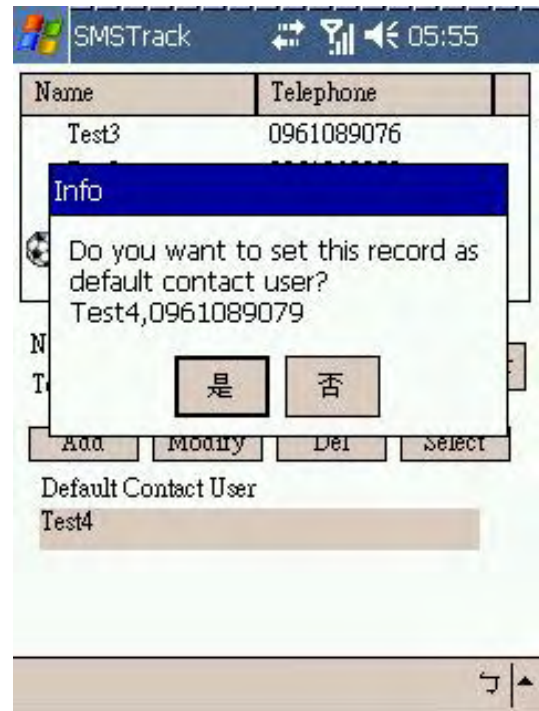 SMSTrack 05:55
Name Telephone
Test3 0961089076
Info
Do you want to set this record as
default contact user?
Test4,0961089079
是 否
Add Modify Del Select
Default Contact User
Test4
ㄅ